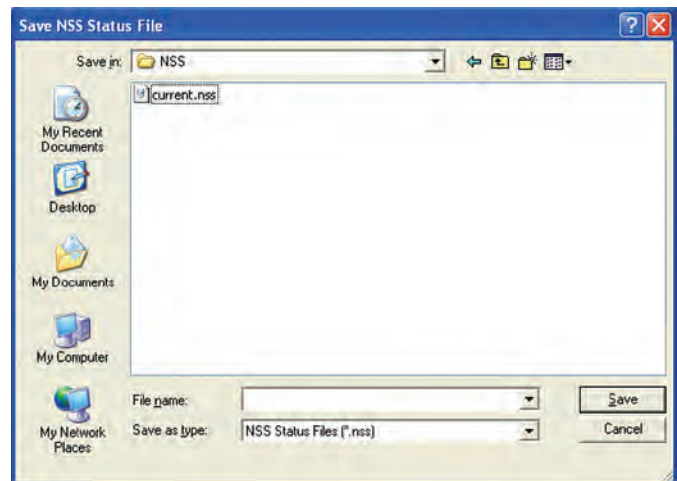 Save NSS Status File
Save in: NSS
current.nss
My Recent
Documents
Desktop
My Documents
My Computer
My Network
Places
File name:
Save
Save as type: NSS Status Files (*.nss)
Cancel